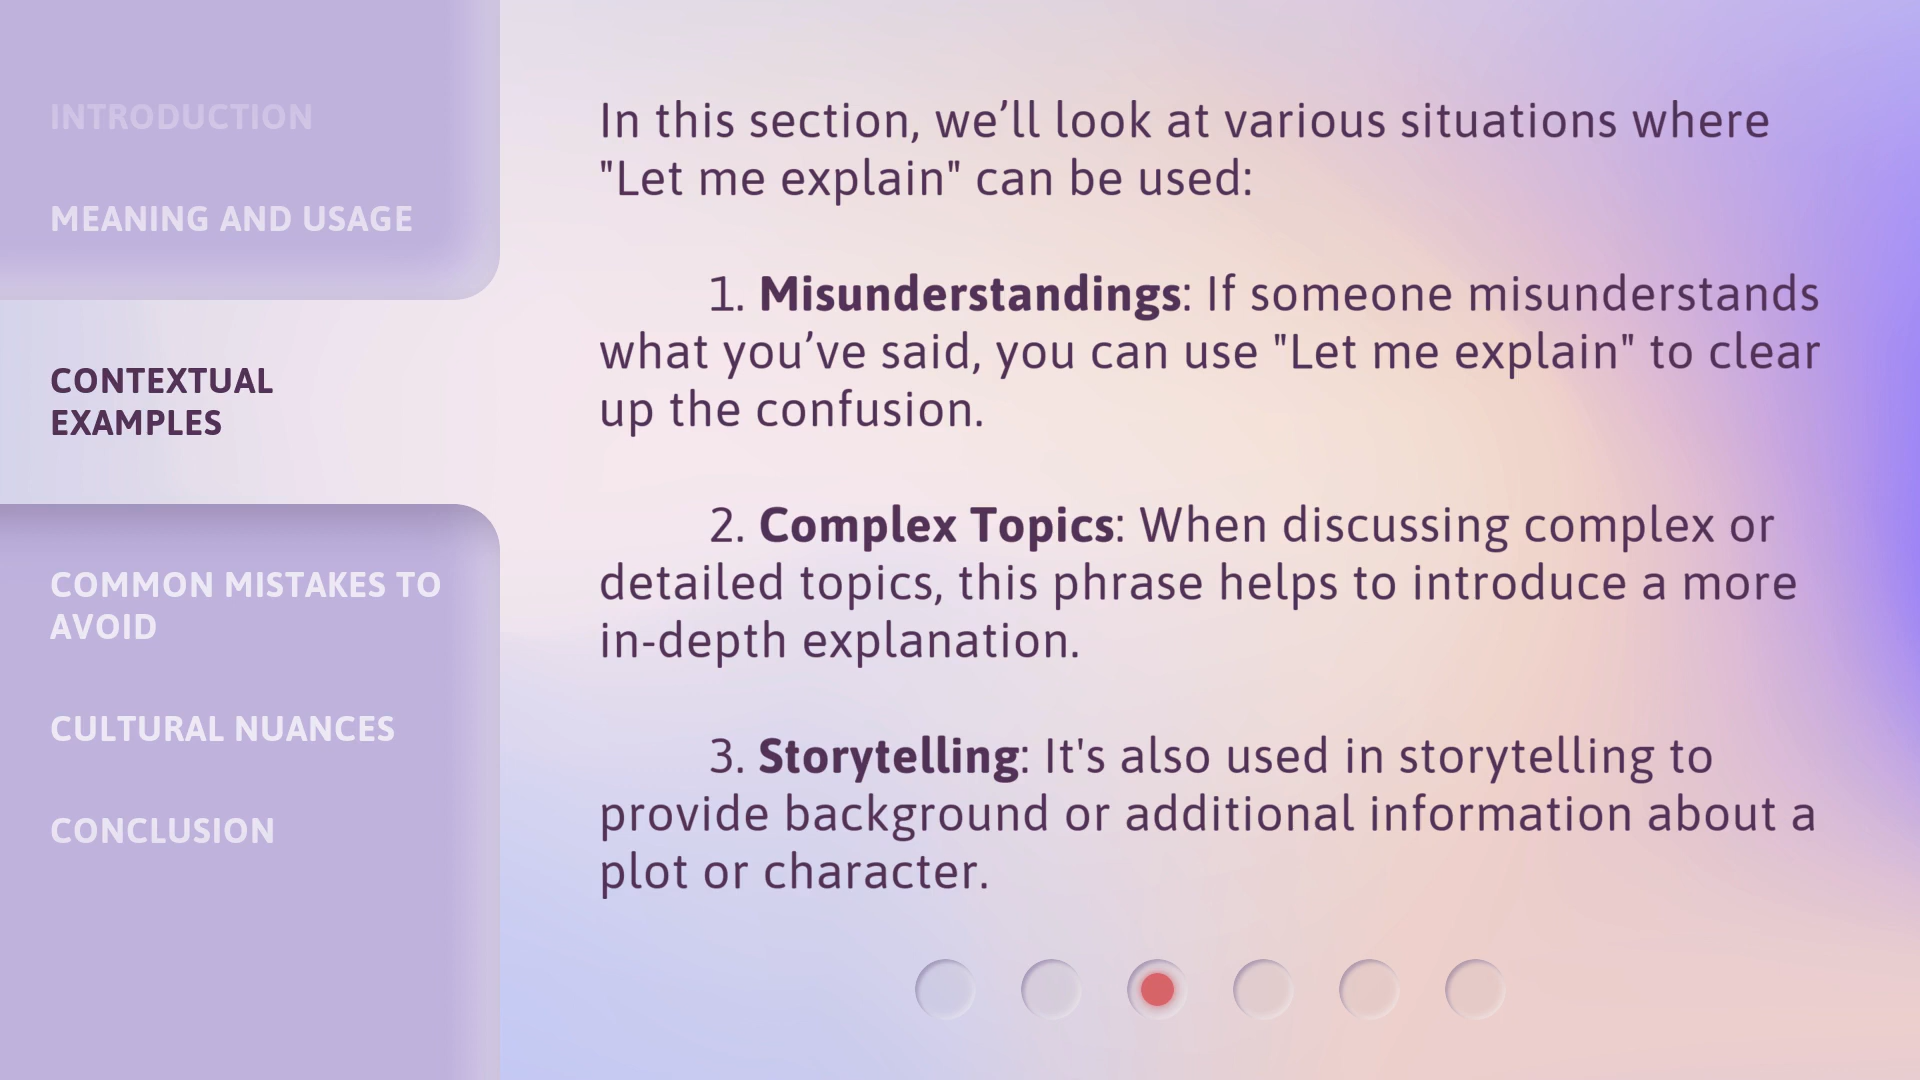 INTRODUCTION
MEANING AND USAGE
CONTEXTUAL
EXAMPLES
COMMON MISTAKES TO
AVOID
CULTURAL NUANCES
CONCLUSION
In this section, we’ll look at various situations where
"Let me explain" can be used:
1. Misunderstandings: If someone misunderstands
what you’ve said, you can use "Let me explain" to clear
up the confusion.
2. Complex Topics: When discussing complex or
detailed topics, this phrase helps to introduce a more
in-depth explanation.
3. Storytelling: It's also used in storytelling to
provide background or additional information about a
plot or character.